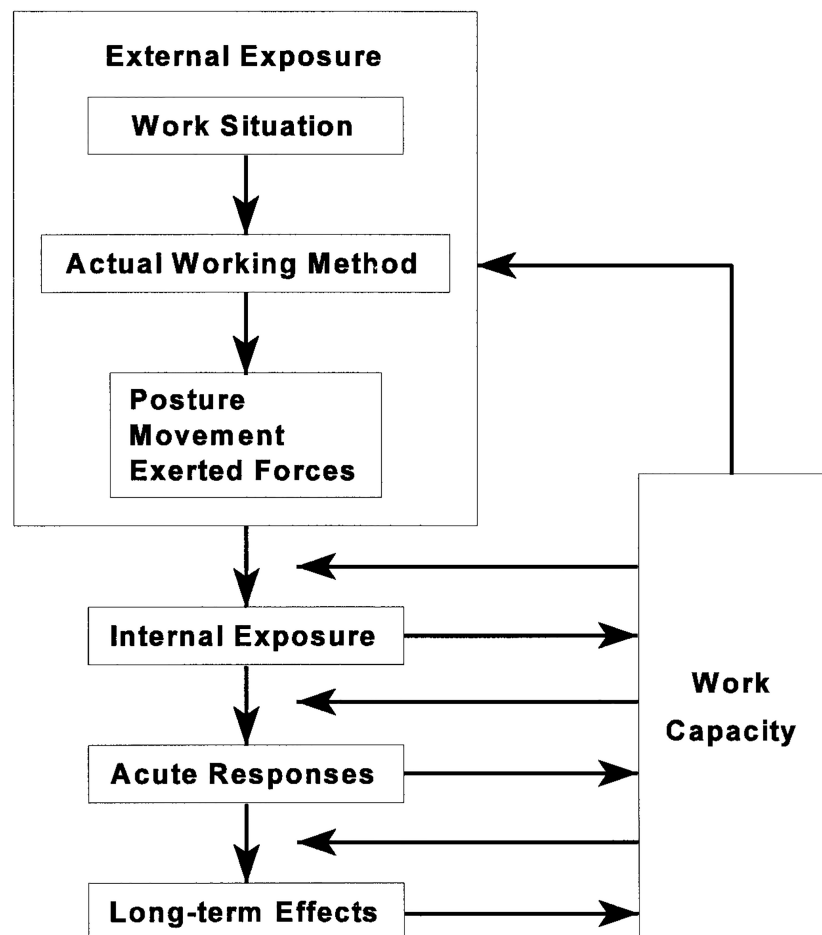 External Exposure
Work Situation
Actual Working Method
Posture
Movement
Exerted Forces
Internal Exposure
Work
Capacity
Acute Responses
Long-term Effects